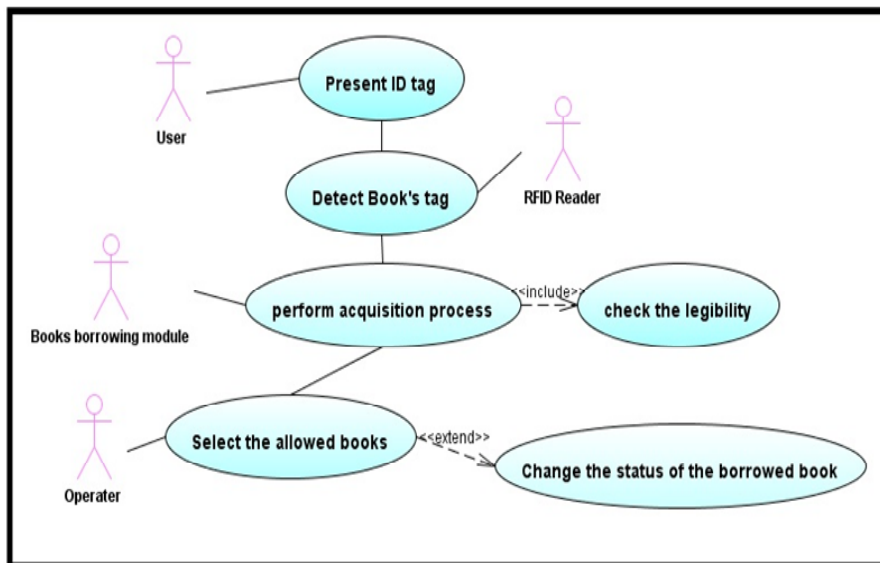 Present ID tag
User
Detect Book's tag
RFID Reader
perform acquisition process
<<include>>
check the legibility
Books borrowing module
Select the allowed books
<<extend>>
Change the status of the borrowed book
Operater